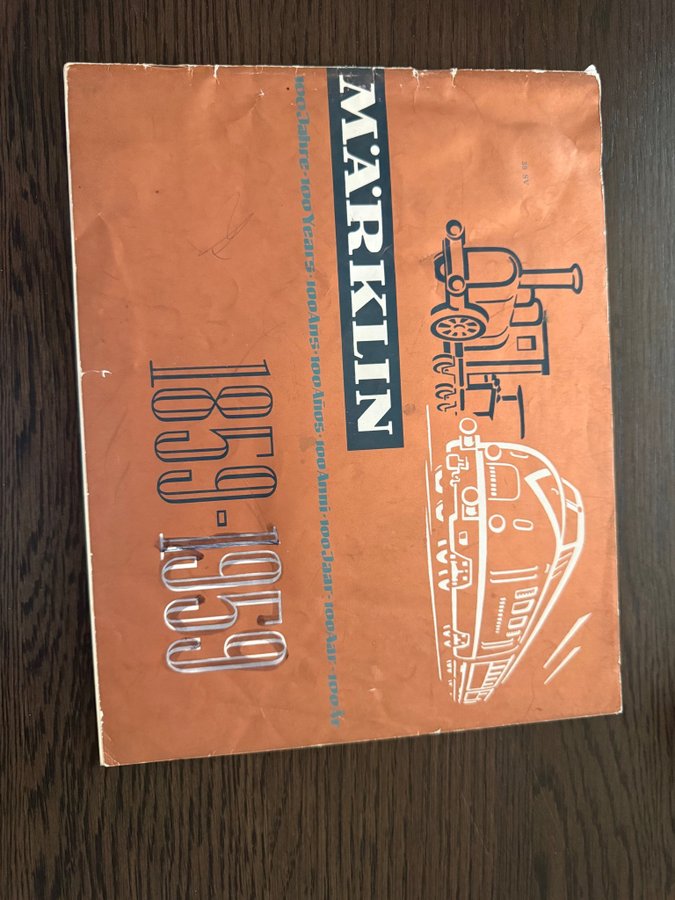 SV
MÄRKLIN
100 Jahre · 100 Years · 100 Ans · 100 Años · 100 Anni · 100 Jaar · 100 Aar · 100 År
1859-1959